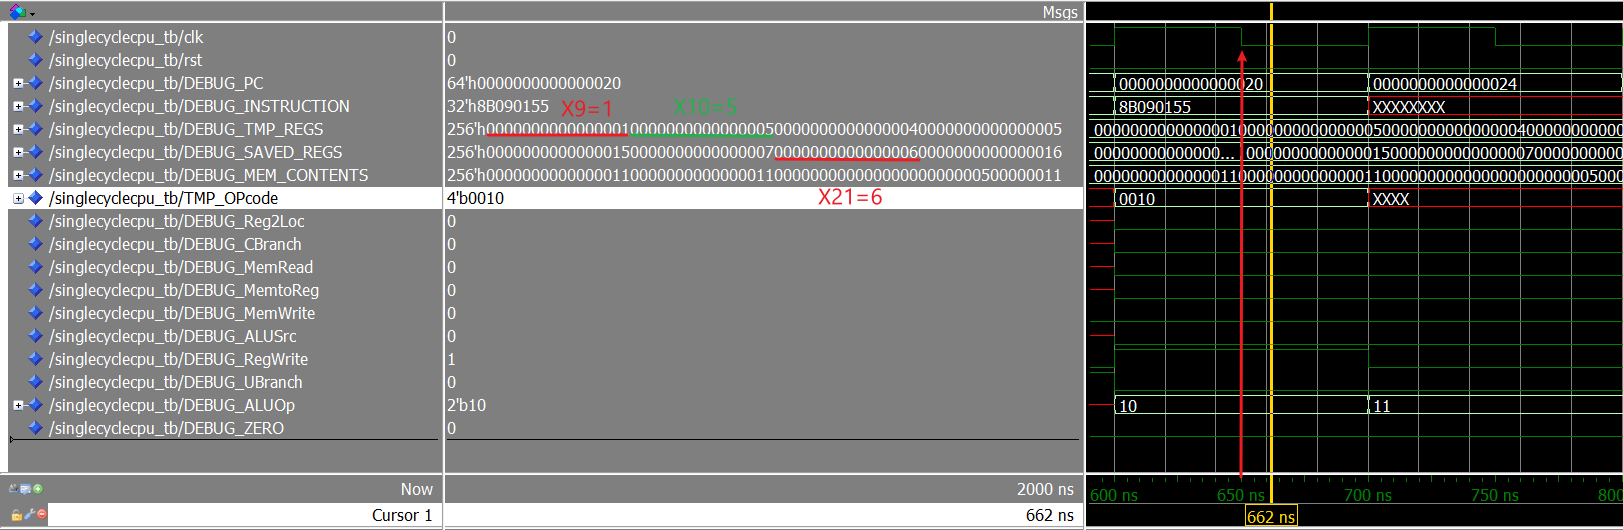 Msgs
/singlecyclecpu_tb/clk 0
/singlecyclecpu_tb/rst 0
/singlecyclecpu_tb/DEBUG_PC 64'h0000000000000020 0000000000000020 0000000000000024
/singlecyclecpu_tb/DEBUG_INSTRUCTION 32'h8B090155 X9=1 X10=5 8B090155 XXXXXXXX
/singlecyclecpu_tb/DEBUG_TMP_REGS 256'h0000000000000001000000000000000500000000000000040000000000000005 00000000000000010000000000000005000000000000000400000000000
/singlecyclecpu_tb/DEBUG_SAVED_REGS 256'h0000000000000015000000000000000700000000000000060000000000000016 00000000000000... 000000000000001500000000000000070000000000
/singlecyclecpu_tb/DEBUG_MEM_CONTENTS 256'h0000000000000011000000000000001100000000000000000000000500000011 00000000000000110000000000000011000000000000000000000005000
/singlecyclecpu_tb/TMP_OPcode 4'b0010 X21=6 0010 XXXX
/singlecyclecpu_tb/DEBUG_Reg2Loc 0
/singlecyclecpu_tb/DEBUG_CBranch 0
/singlecyclecpu_tb/DEBUG_MemRead 0
/singlecyclecpu_tb/DEBUG_MemtoReg 0
/singlecyclecpu_tb/DEBUG_MemWrite 0
/singlecyclecpu_tb/DEBUG_ALUSrc 0
/singlecyclecpu_tb/DEBUG_RegWrite 1
/singlecyclecpu_tb/DEBUG_UBranch 0
/singlecyclecpu_tb/DEBUG_ALUOp 2'b10 10 11
/singlecyclecpu_tb/DEBUG_ZERO 0
Now 2000 ns 600 ns 650 ns 700 ns 750 ns 800
Cursor 1 662 ns 662 ns